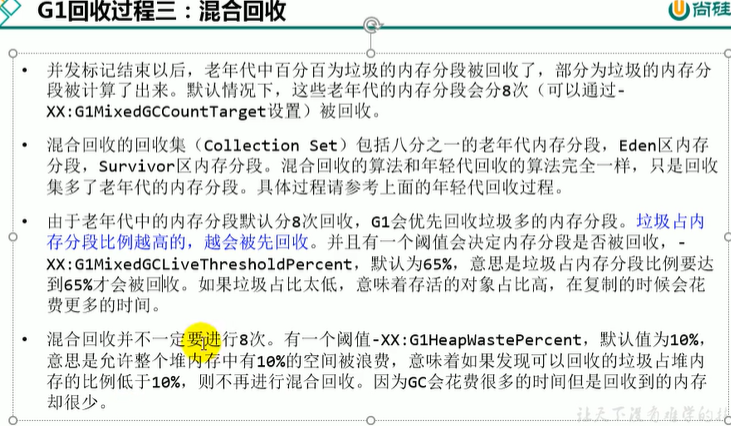 G1回收过程三：混合回收
尚硅
• 并发标记结束以后，老年代中百分百为垃圾的内存分段被回收了，部分为垃圾的内存分
段被计算了出来。默认情况下，这些老年代的内存分段会分8次（可以通过-
XX:G1MixedGCCountTarget设置）被回收。
• 混合回收的回收集（Collection Set）包括八分之一的老年代内存分段，Eden区内存
分段，Survivor区内存分段。混合回收的算法和年轻代回收的算法完全一样，只是回收
集多了老年代的内存分段。具体过程请参考上面的年轻代回收过程。
• 由于老年代中的内存分段默认分8次回收，G1会优先回收垃圾多的内存分段。垃圾占内
存分段比例越高的，越会被先回收。并且有一个阈值会决定内存分段是否被回收，-
XX:G1MixedGCLiveThresholdPercent，默认为65%，意思是垃圾占内存分段比例要达
到65%才会被回收。如果垃圾占比太低，意味着存活的对象占比高，在复制的时候会花
费更多的时间。
• 混合回收并不一定要进行8次。有一个阈值-XX:G1HeapWastePercent，默认值为10%，
意思是允许整个堆内存中有10%的空间被浪费，意味着如果发现可以回收的垃圾占堆内
存的比例低于10%，则不再进行混合回收。因为GC会花费很多的时间但是回收到的内存
却很少。
让天下没有难学的技